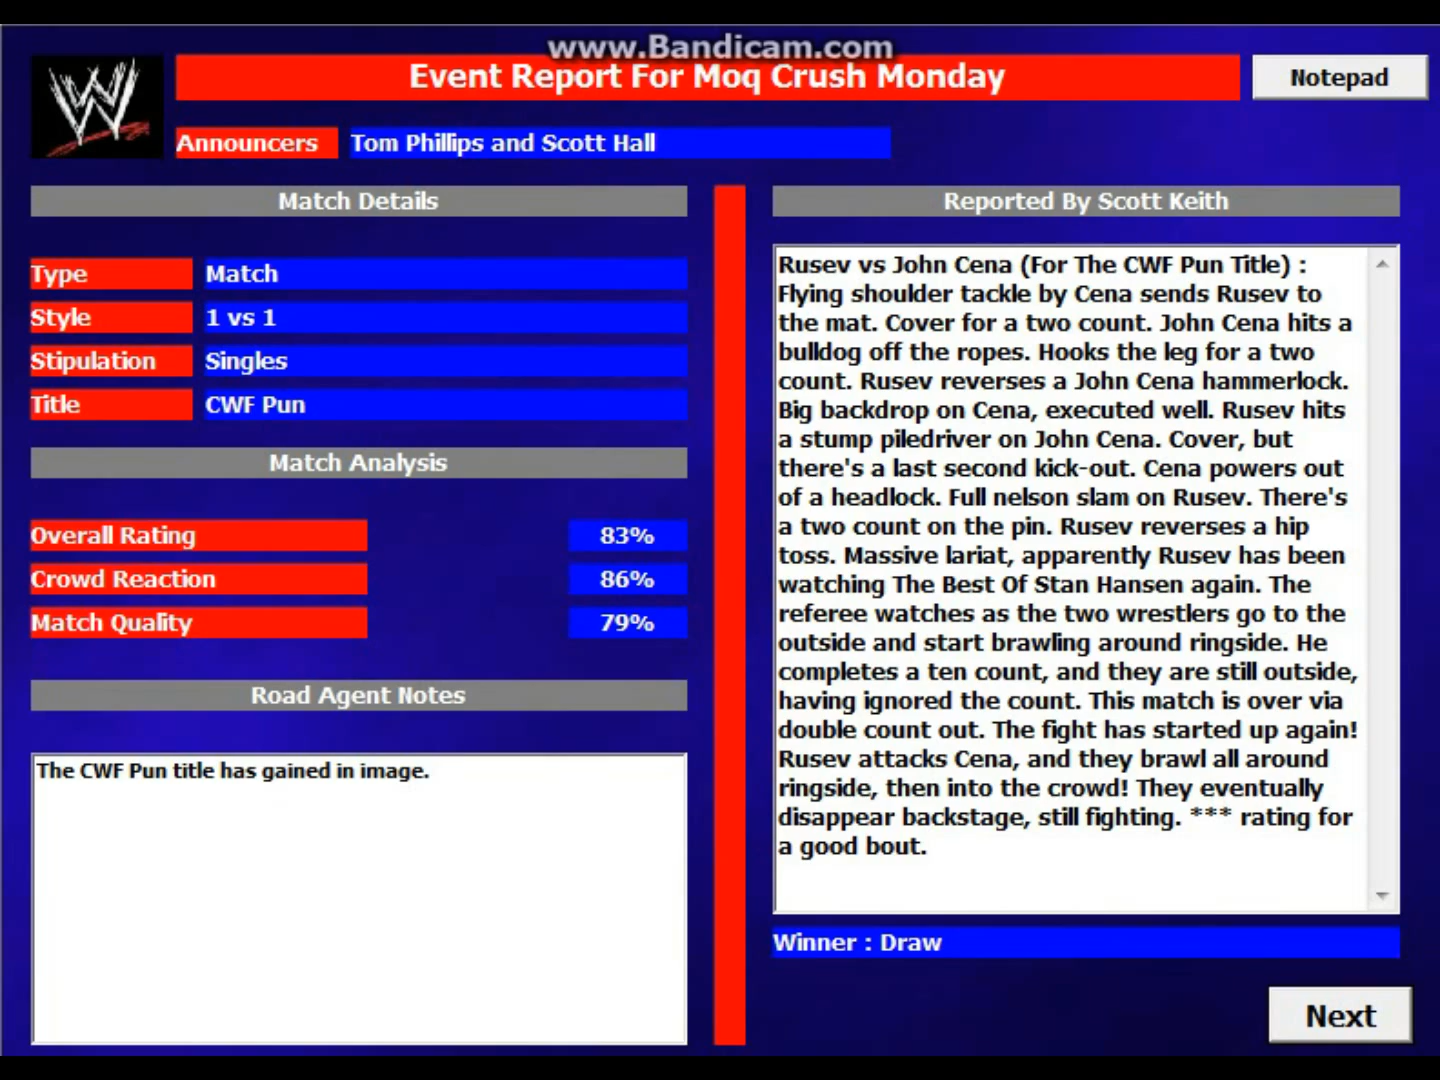 www.Bandicam.com
Event Report For Moq Crush Monday
Notepad
W
Announcers
Tom Phillips and Scott Hall
Match Details
Type
Match
Style
1 vs 1
Stipulation
Singles
Title
CWF Pun
Match Analysis
Overall Rating
83%
Crowd Reaction
86%
Match Quality
79%
Road Agent Notes
The CWF Pun title has gained in image.
Reported By Scott Keith
Rusev vs John Cena (For The CWF Pun Title) :
Flying shoulder tackle by Cena sends Rusev to
the mat. Cover for a two count. John Cena hits a
bulldog off the ropes. Hooks the leg for a two
count. Rusev reverses a John Cena hammerlock.
Big backdrop on Cena, executed well. Rusev hits
a stump piledriver on John Cena. Cover, but
there's a last second kick-out. Cena powers out
of a headlock. Full nelson slam on Rusev. There's
a two count on the pin. Rusev reverses a hip
toss. Massive lariat, apparently Rusev has been
watching The Best Of Stan Hansen again. The
referee watches as the two wrestlers go to the
outside and start brawling around ringside. He
completes a ten count, and they are still outside,
having ignored the count. This match is over via
double count out. The fight has started up again!
Rusev attacks Cena, and they brawl all around
ringside, then into the crowd! They eventually
disappear backstage, still fighting. *** rating for
a good bout.
Winner : Draw
Next